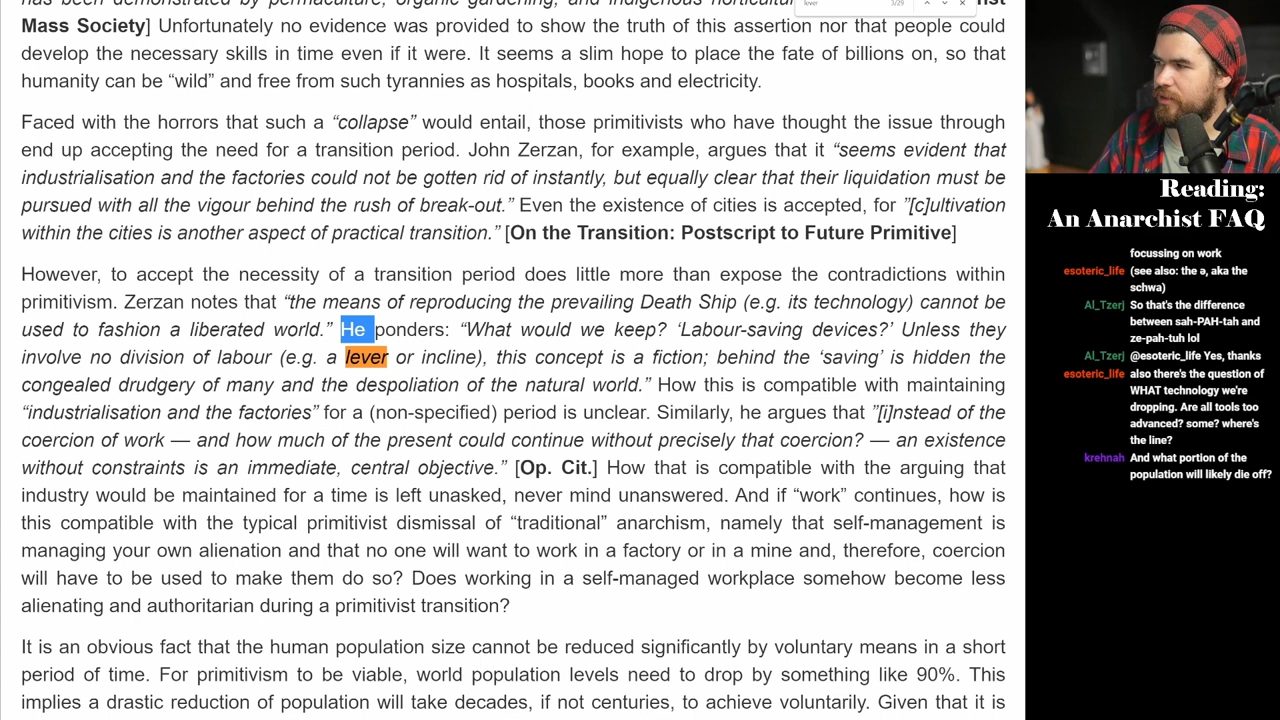 has been demonstrated by permaculture, organic gardening, and indigenous
lever 3/29
Mass Society] Unfortunately no evidence was provided to show the truth of this assertion nor that people could
develop the necessary skills in time even if it were. It seems a slim hope to place the fate of billions on, so that
humanity can be “wild” and free from such tyrannies as hospitals, books and electricity.
Faced with the horrors that such a “collapse” would entail, those primitivists who have thought the issue through
end up accepting the need for a transition period. John Zerzan, for example, argues that it “seems evident that
industrialisation and the factories could not be gotten rid of instantly, but equally clear that their liquidation must be
pursued with all the vigour behind the rush of break-out.” Even the existence of cities is accepted, for ”[c]ultivation
within the cities is another aspect of practical transition.” [On the Transition: Postscript to Future Primitive]
However, to accept the necessity of a transition period does little more than expose the contradictions within
primitivism. Zerzan notes that “the means of reproducing the prevailing Death Ship (e.g. its technology) cannot be
used to fashion a liberated world.” He ponders: “What would we keep? ‘Labour-saving devices?’ Unless they
involve no division of labour (e.g. a lever or incline), this concept is a fiction; behind the ‘saving’ is hidden the
congealed drudgery of many and the despoliation of the natural world.” How this is compatible with maintaining
“industrialisation and the factories” for a (non-specified) period is unclear. Similarly, he argues that ”[i]nstead of the
coercion of work — and how much of the present could continue without precisely that coercion? — an existence
without constraints is an immediate, central objective.” [Op. Cit.] How that is compatible with the arguing that
industry would be maintained for a time is left unasked, never mind unanswered. And if “work” continues, how is
this compatible with the typical primitivist dismissal of “traditional” anarchism, namely that self-management is
managing your own alienation and that no one will want to work in a factory or in a mine and, therefore, coercion
will have to be used to make them do so? Does working in a self-managed workplace somehow become less
alienating and authoritarian during a primitivist transition?
It is an obvious fact that the human population size cannot be reduced significantly by voluntary means in a short
period of time. For primitivism to be viable, world population levels need to drop by something like 90%. This
implies a drastic reduction of population will take decades, if not centuries, to achieve voluntarily. Given that it is
Reading:
An Anarchist FAQ
focussing on work
esoteric_life (see also: the ə, aka the
schwa)
Al_Tzerj So that's the difference
between sah-PAH-tah and
ze-pah-tuh lol
Al_Tzerj @esoteric_life Yes, thanks
esoteric_life also there's the question of
WHAT technology we're
dropping. Are all tools too
advanced? some? where's
the line?
krehnah And what portion of the
population will likely die off?